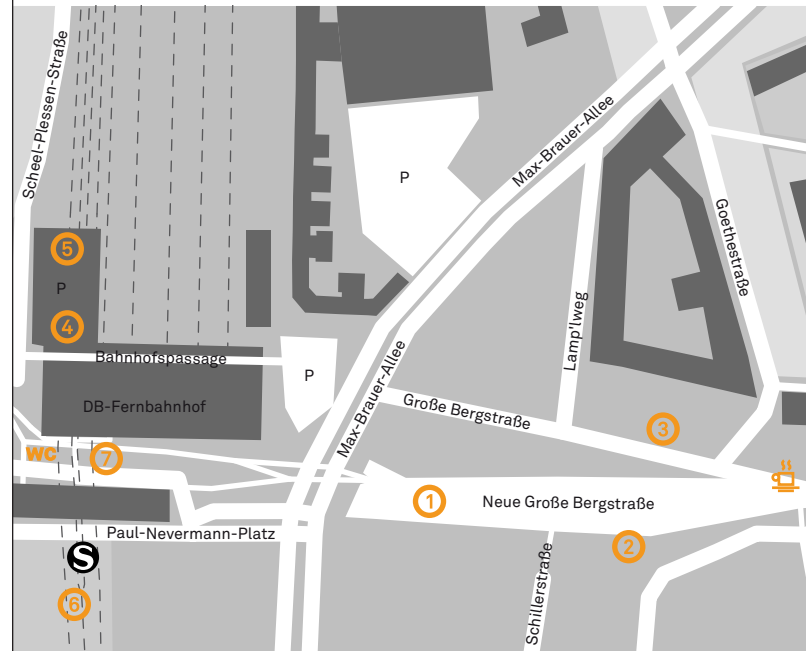 Scheel-Plessen-Straße
Max-Brauer-Allee
P
Goethestraße
5
P
4
Lamp'lweg
Bahnhofspassage
P
Max-Brauer-Allee
DB-Fernbahnhof
Große Bergstraße
3
WC
7
1
Neue Große Bergstraße
Paul-Nevermann-Platz
2
S
Schillerstraße
6